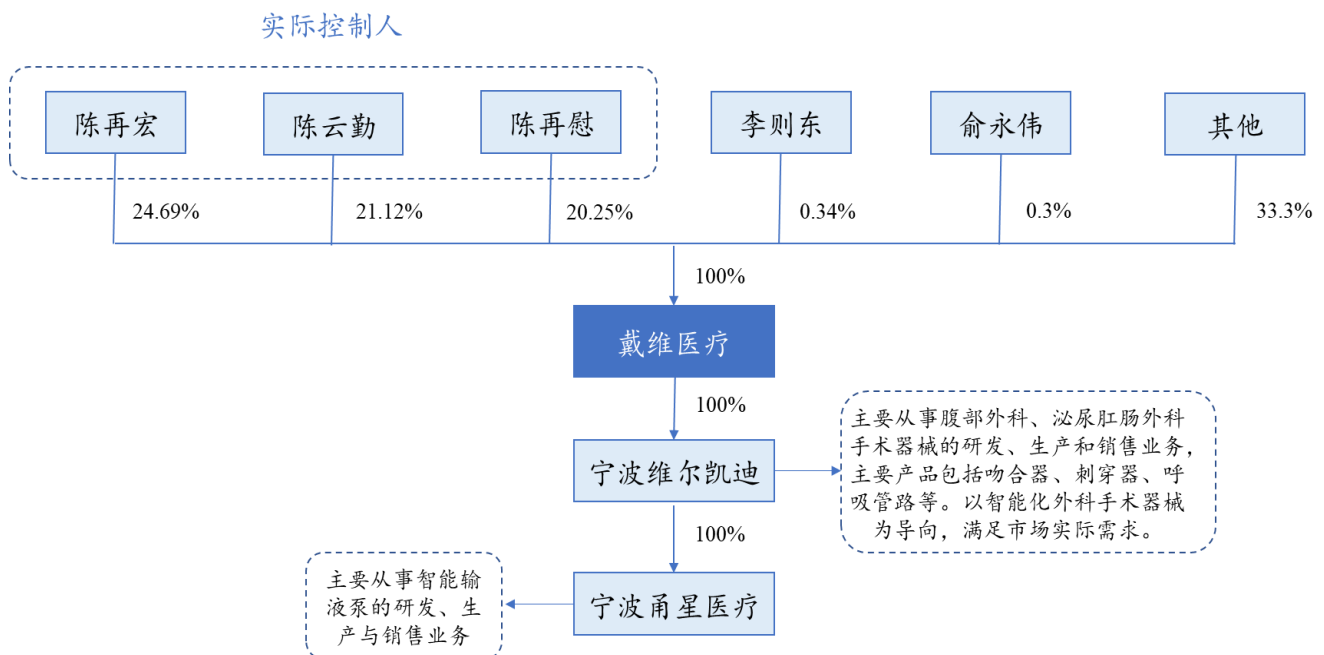 实际控制人
陈再宏
陈云勤
陈再慰
李则东
俞永伟
其他
24.69%
21.12%
20.25%
0.34%
0.3%
33.3%
100%
戴维医疗
100%
宁波维尔凯迪
主要从事腹部外科、泌尿肛肠外科
手术器械的研发、生产和销售业务,
主要产品包括吻合器、刺穿器、呼
吸管路等。以智能化外科手术器械
为导向，满足市场实际需求。
100%
宁波甬星医疗
主要从事智能输
液泵的研发、生
产与销售业务